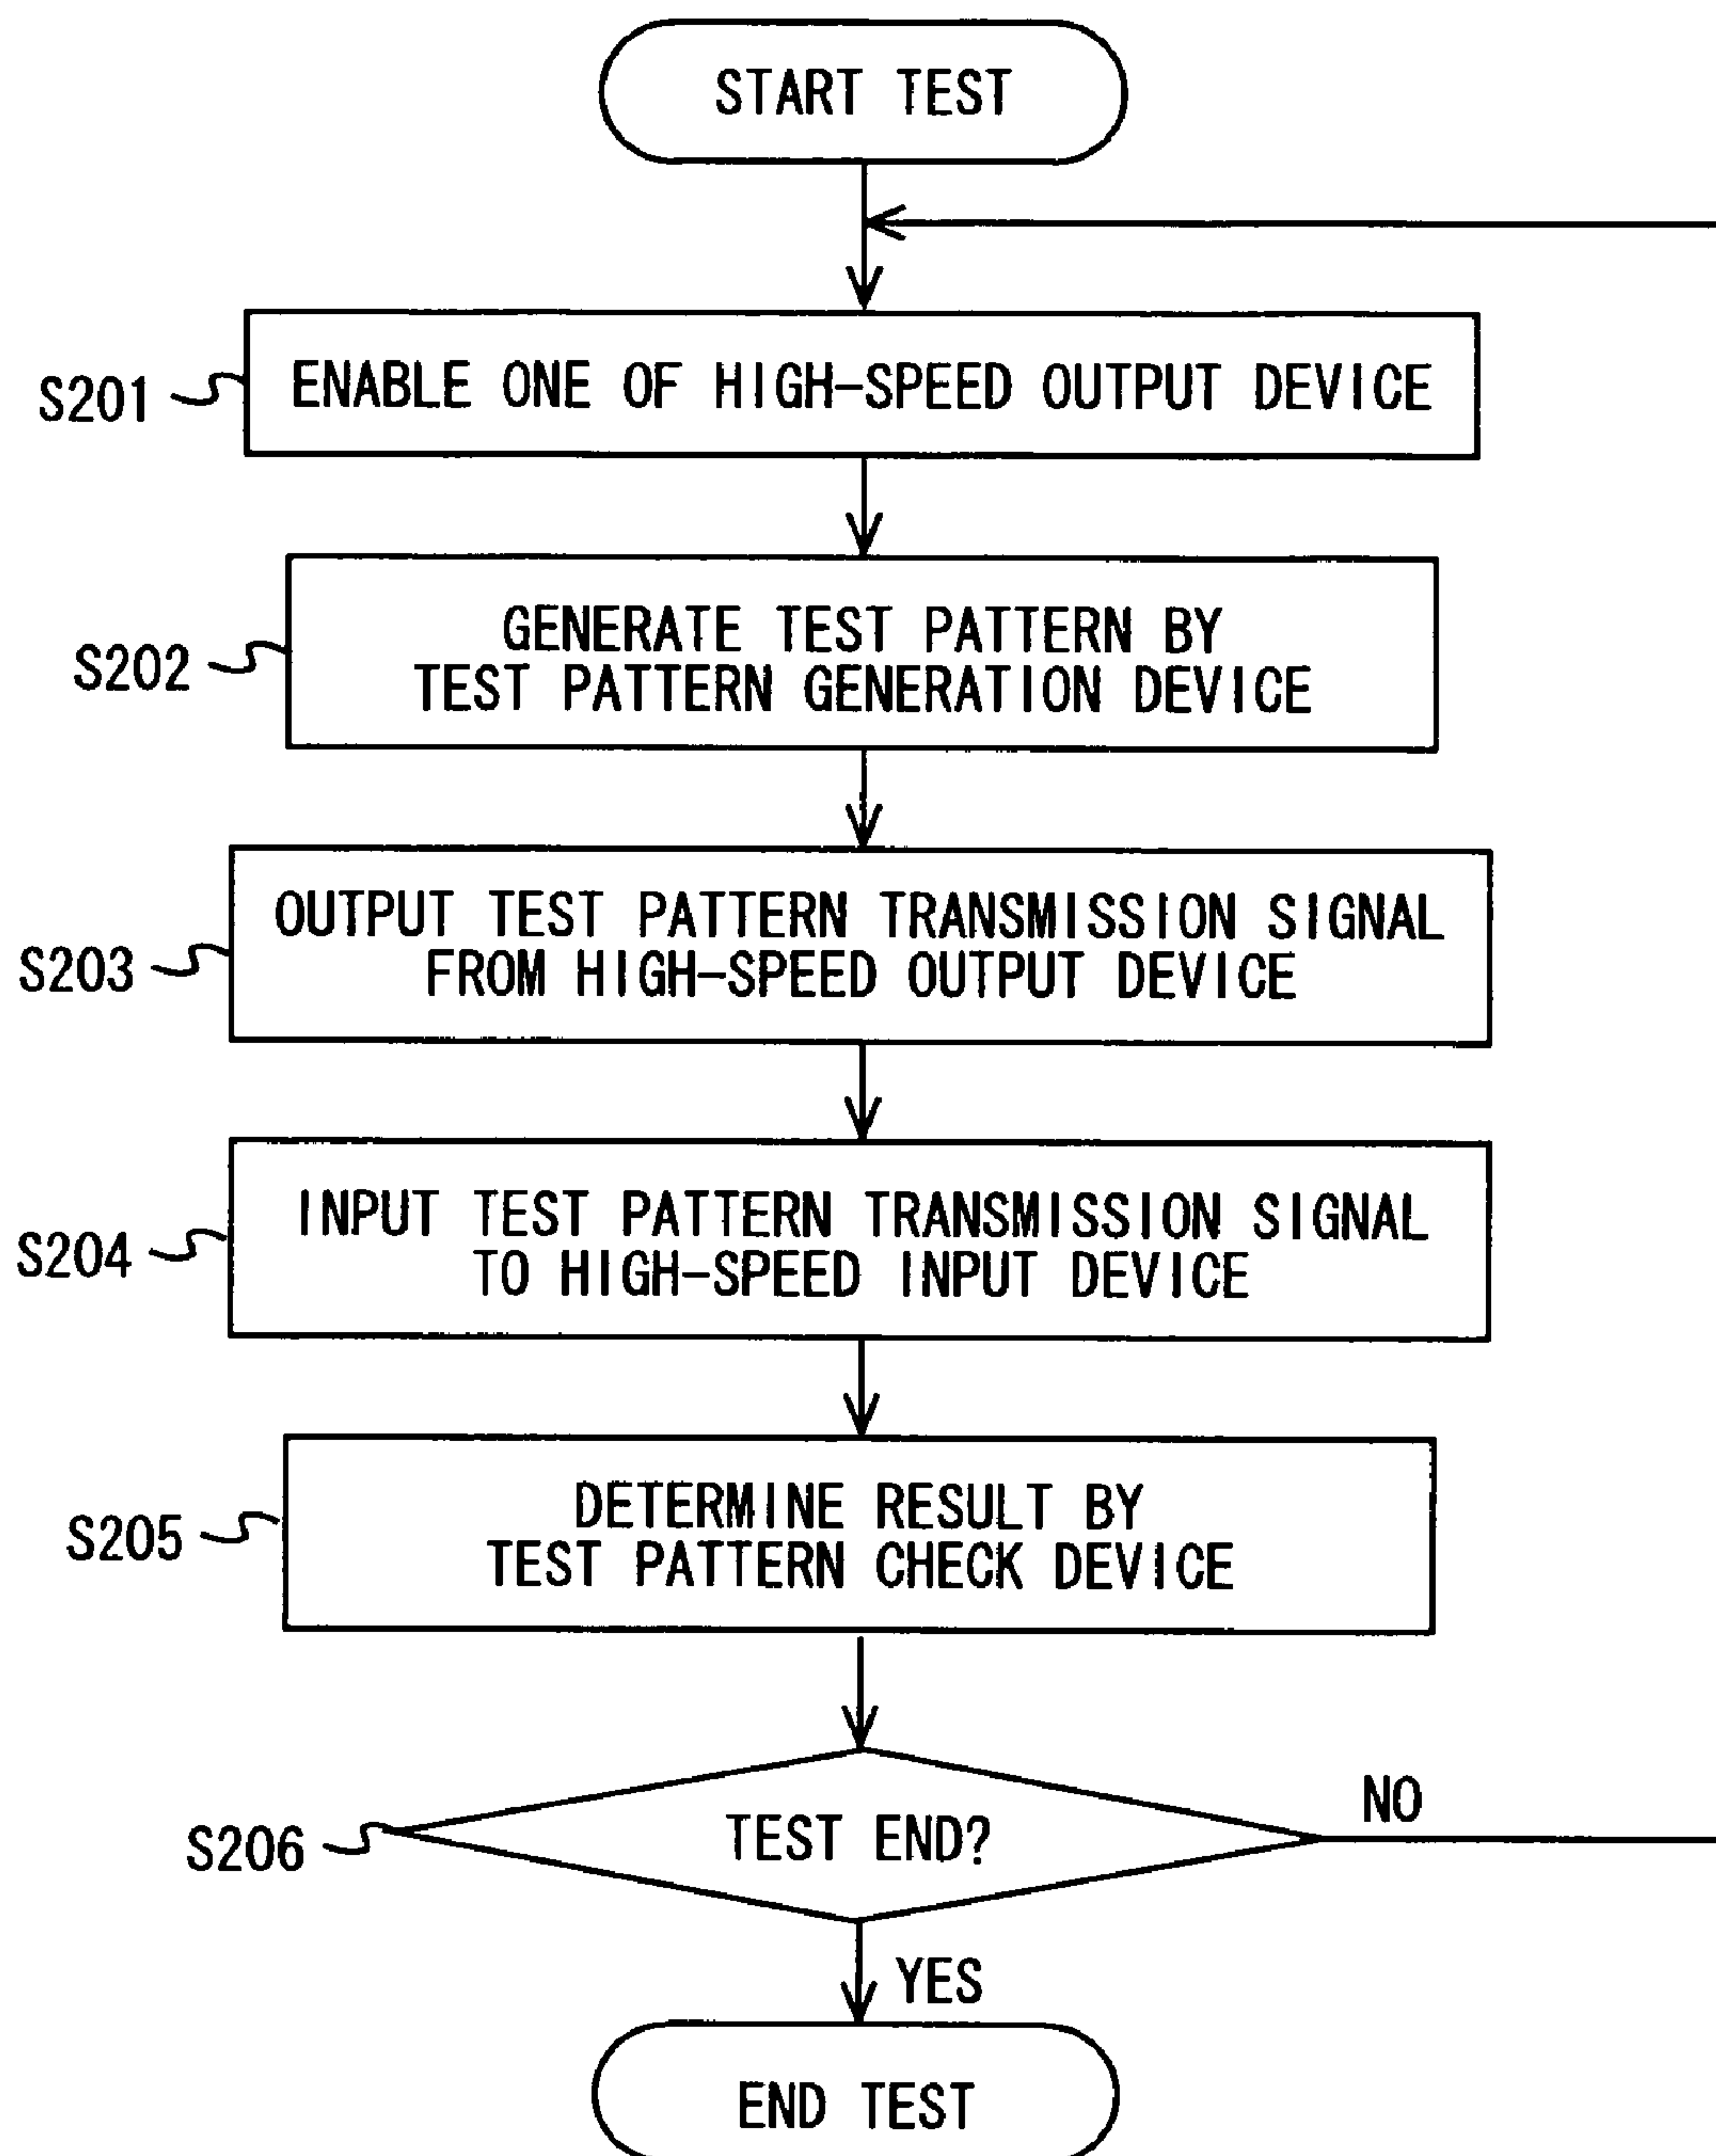 START TEST
S201
ENABLE ONE OF HIGH-SPEED OUTPUT DEVICE
S202
GENERATE TEST PATTERN BY
TEST PATTERN GENERATION DEVICE
S203
OUTPUT TEST PATTERN TRANSMISSION SIGNAL
FROM HIGH-SPEED OUTPUT DEVICE
S204
INPUT TEST PATTERN TRANSMISSION SIGNAL
TO HIGH-SPEED INPUT DEVICE
S205
DETERMINE RESULT BY
TEST PATTERN CHECK DEVICE
S206
TEST END?
NO
YES
END TEST